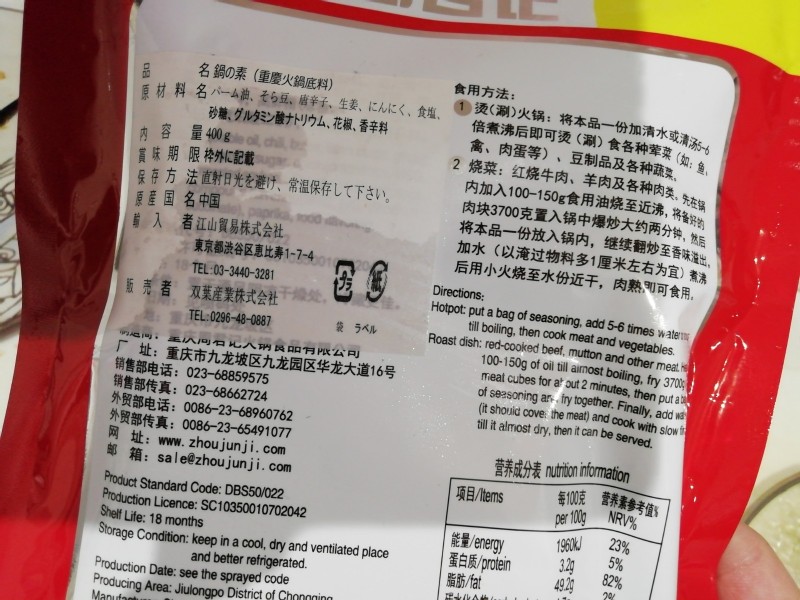 品 名 鍋の素（重慶火鍋底料）
原 材 料 名 パーム油、そら豆、唐辛子、生姜、にんにく、食塩、
砂糖、グルタミン酸ナトリウム、花椒、香辛料
内 容 量 400g
賞 味 期 限 枠外に記載
保 存 方 法 直射日光を避け、常温保存して下さい。
原 産 国 名 中国
輸 入 者 江山貿易株式会社
東京都渋谷区恵比寿1-7-4
TEL:03-3440-3281
販 売 者 双葉産業株式会社
TEL:0296-48-0887
プラ 紙
袋 ラベル
制造商：重庆周君记火锅食品有限公司
厂 址：重庆市九龙坡区九龙园区华龙大道16号
销售部电话：023-68859575
销售部传真：023-68662724
外贸部电话：0086-23-68960762
外贸部传真：0086-23-65491077
网 址：www.zhoujunji.com
邮 箱：sale@zhoujunji.com
Product Standard Code: DBS50/022
Production Licence: SC10350010702042
Shelf Life: 18 months
Storage Condition: keep in a cool, dry and ventilated place
and better refrigerated.
Production Date: see the sprayed code
Producing Area: Jiulongpo District of Chongqing
食用方法：
1 烫（涮）火锅：将本品一份加清水或清汤5-6
倍煮沸后即可烫（涮）食各种荤菜（如：鱼、
禽、肉蛋等）、豆制品及各种蔬菜。
2 烧菜：红烧牛肉、羊肉及各种肉类。先在锅
内加入100-150g食用油烧至近沸，将备好的
肉块3700克置入锅中爆炒大约两分钟，然后
将本品一份放入锅内，继续翻炒至香味溢出，
加水（以淹过物料多1厘米左右为宜）煮沸
后用小火烧至水份近干，肉熟即可食用。
Directions:
Hotpot: put a bag of seasoning, add 5-6 times water
till boiling, then cook meat and vegetables.
Roast dish: red-cooked beef, mutton and other meat.
100-150g of oil till almost boiling, fry 3700g
meat cubes for about 2 minutes, then put a
of seasoning and fry together. Finally, add
(it should cover the meat) and cook with slow
till it almost dry, then it can be served.
营养成分表 nutrition information
项目/Items 每100克 per 100g 营养素参考值% NRV%
能量/energy 1960kJ 23%
蛋白质/protein 3.2g 5%
脂肪/fat 49.2g 82%